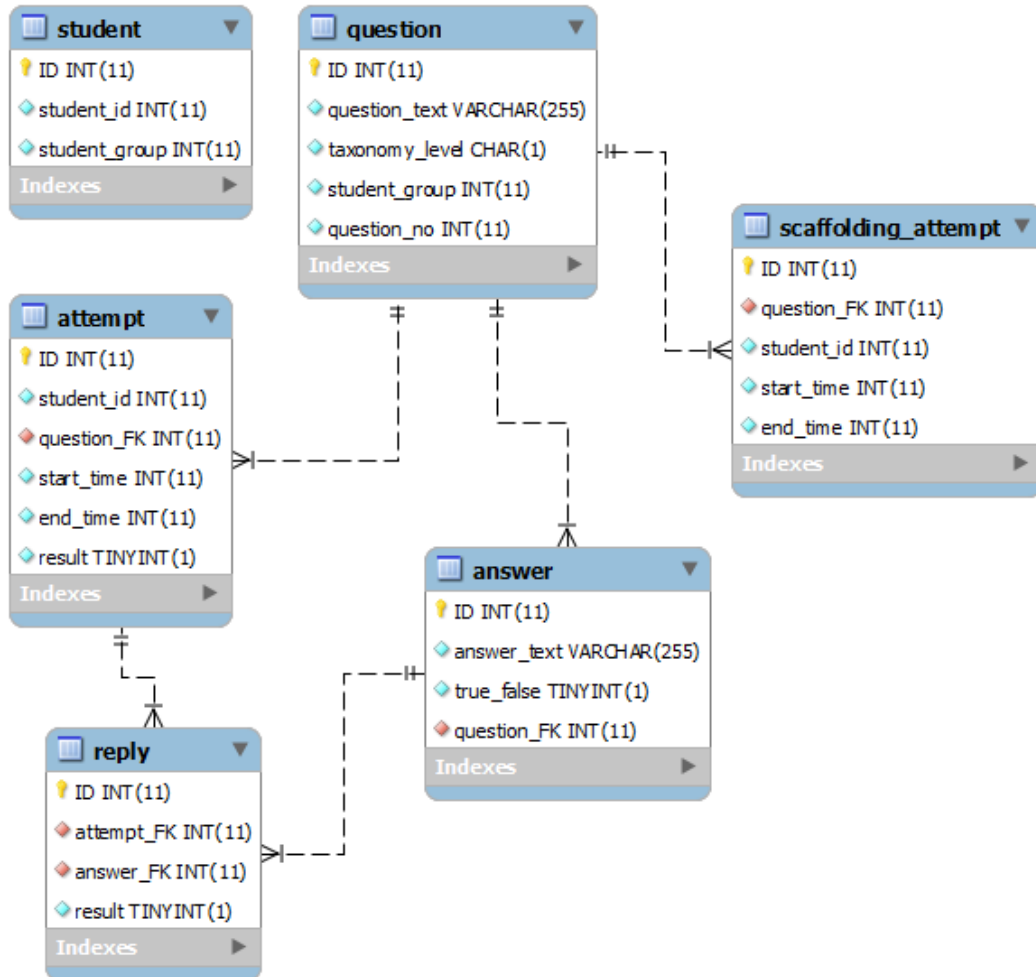 student
ID INT(11)
student_id INT(11)
student_group INT(11)
Indexes
question
ID INT(11)
question_text VARCHAR(255)
taxonomy_level CHAR(1)
student_group INT(11)
question_no INT(11)
Indexes
scaffolding_attempt
ID INT(11)
question_FK INT(11)
student_id INT(11)
start_time INT(11)
end_time INT(11)
Indexes
attempt
ID INT(11)
student_id INT(11)
question_FK INT(11)
start_time INT(11)
end_time INT(11)
result TINYINT(1)
Indexes
answer
ID INT(11)
answer_text VARCHAR(255)
true_false TINYINT(1)
question_FK INT(11)
Indexes
reply
ID INT(11)
attempt_FK INT(11)
answer_FK INT(11)
result TINYINT(1)
Indexes